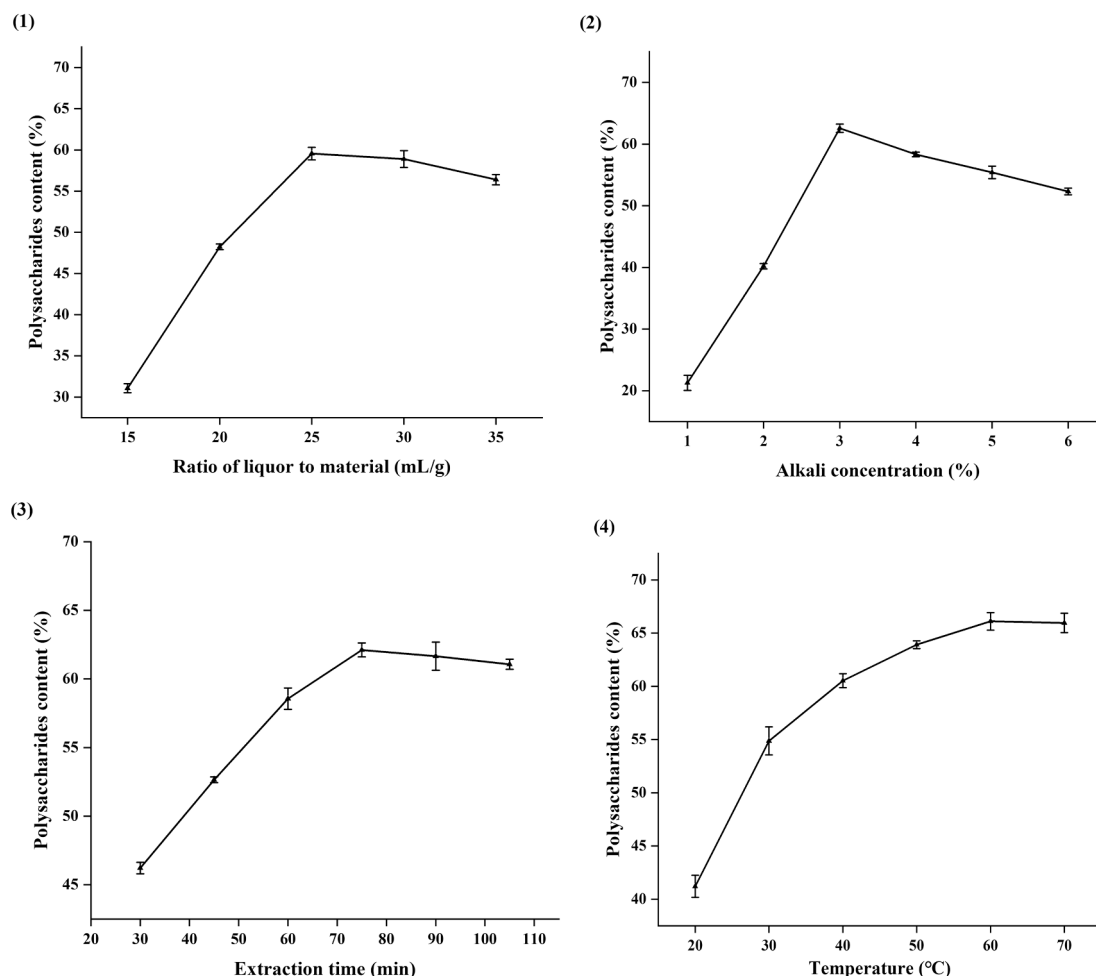 (1)
Polysaccharides content (%)
70
65
60
55
50
45
40
35
30
15 20 25 30 35
Ratio of liquor to material (mL/g)
(2)
Polysaccharides content (%)
70
60
50
40
30
20
1 2 3 4 5 6
Alkali concentration (%)
(3)
Polysaccharides content (%)
70
65
60
55
50
45
20 30 40 50 60 70 80 90 100 110
Extraction time (min)
(4)
Polysaccharides content (%)
70
65
60
55
50
45
40
20 30 40 50 60 70
Temperature (℃)